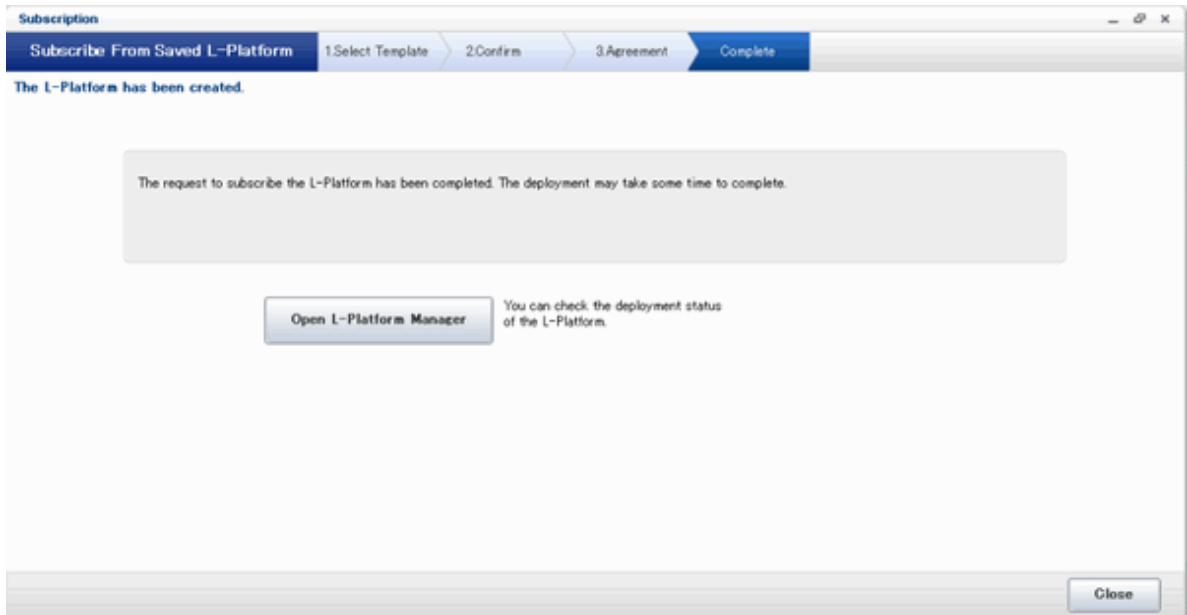 Subscription
Subscribe From Saved L-Platform
1.Select Template
2.Confirm
3.Agreement
Complete
The L-Platform has been created.
The request to subscribe the L-Platform has been completed. The deployment may take some time to complete.
Open L-Platform Manager
You can check the deployment status
of the L-Platform.
Close